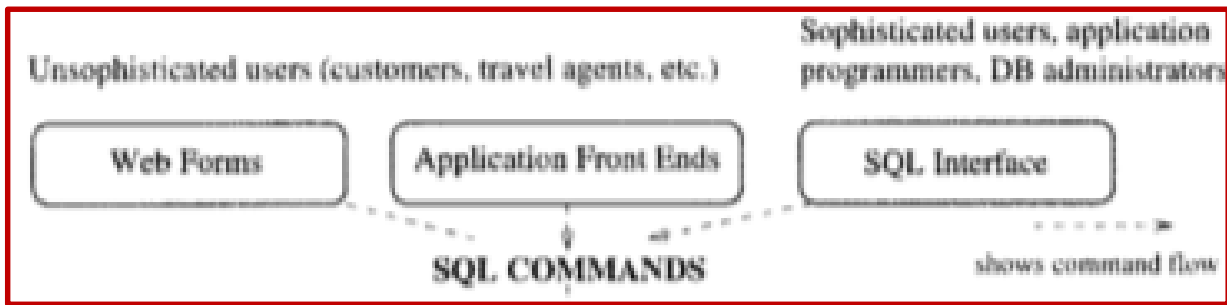 Sophisticated users, application
Unsophisticated users (customers, travel agents, etc.)
programmers, DB administrators
Web Forms
Application Front Ends
SQL Interface
SQL COMMANDS
shows command flow